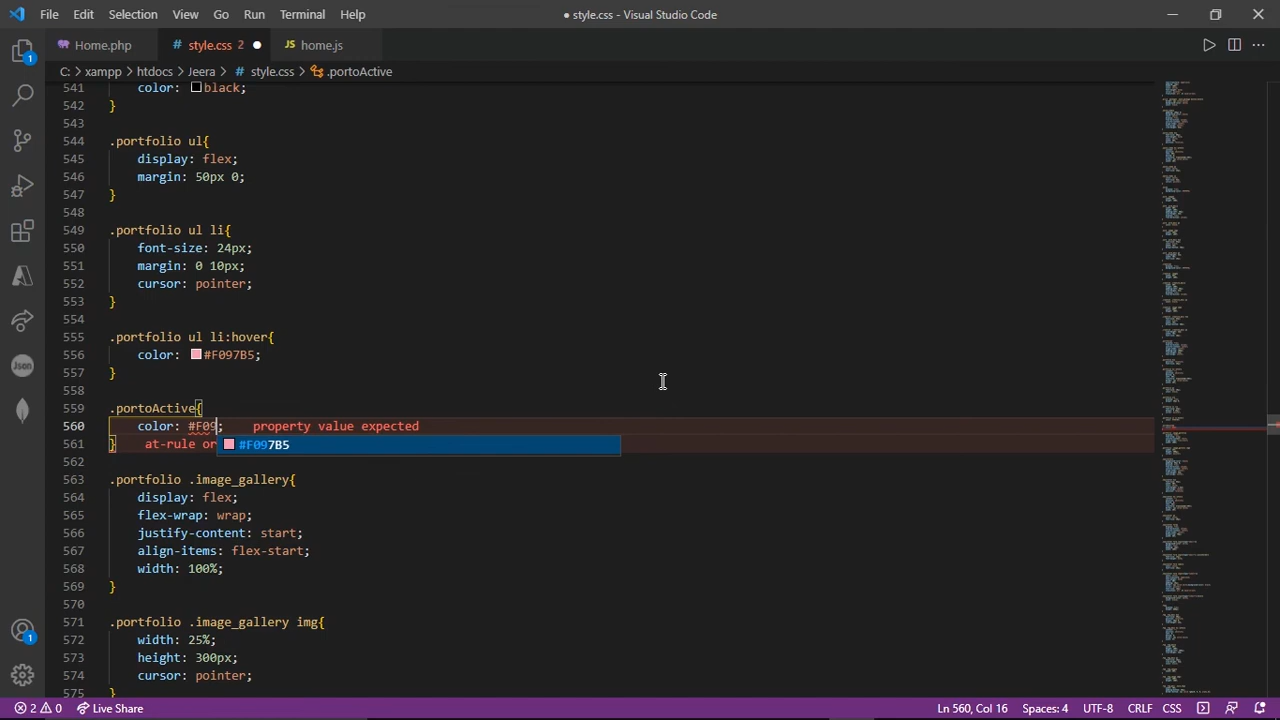 File Edit Selection View Go Run Terminal Help
● style.css - Visual Studio Code
Home.php
# style.css 2 ●
JS home.js
C: > xampp > htdocs > Jeera > # style.css > .portoActive
541 color: black;
542 }
543
544 .portfolio ul{
545 display: flex;
546 margin: 50px 0;
547 }
548
549 .portfolio ul li{
550 font-size: 24px;
551 margin: 0 10px;
552 cursor: pointer;
553 }
554
555 .portfolio ul li:hover{
556 color: #F097B5;
557 }
558
559 .portoActive{
560 color: #F09; property value expected
561 } at-rule or
#F097B5
562
563 .portfolio .image_gallery{
564 display: flex;
565 flex-wrap: wrap;
566 justify-content: start;
567 align-items: flex-start;
568 width: 100%;
569 }
570
571 .portfolio .image_gallery img{
572 width: 25%;
573 height: 300px;
574 cursor: pointer;
575 }
1
Json
1
2 0 Live Share
Ln 560, Col 16 Spaces: 4 UTF-8 CRLF CSS